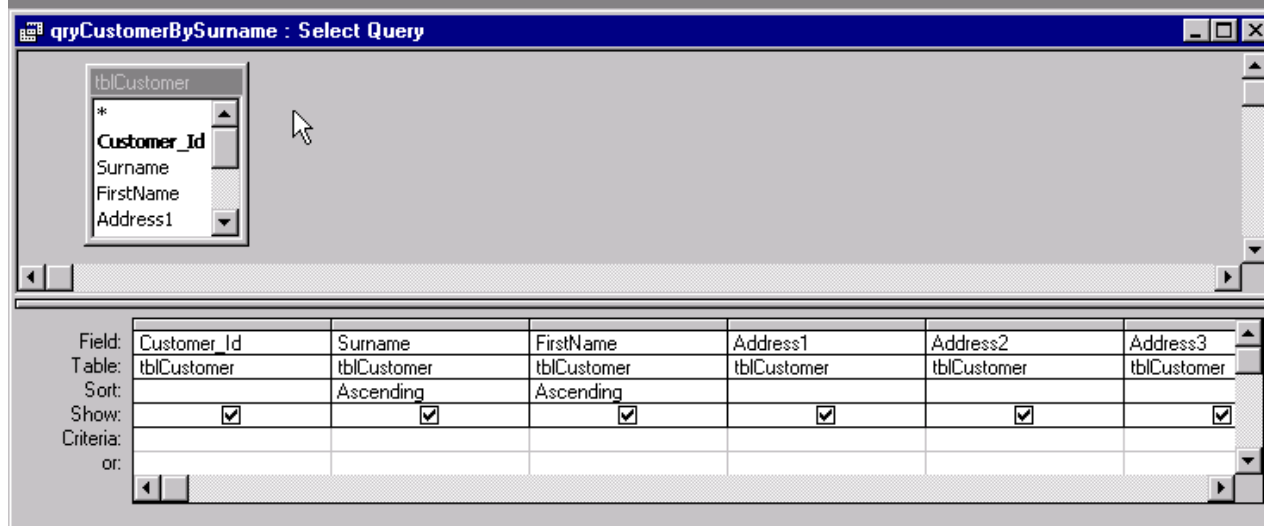 qryCustomerBySurname : Select Query
tblCustomer
*
Customer_Id
Surname
FirstName
Address1
Field: Customer_Id Surname FirstName Address1 Address2 Address3
Table: tblCustomer tblCustomer tblCustomer tblCustomer tblCustomer tblCustomer
Sort: Ascending Ascending
Show:
Criteria:
or: